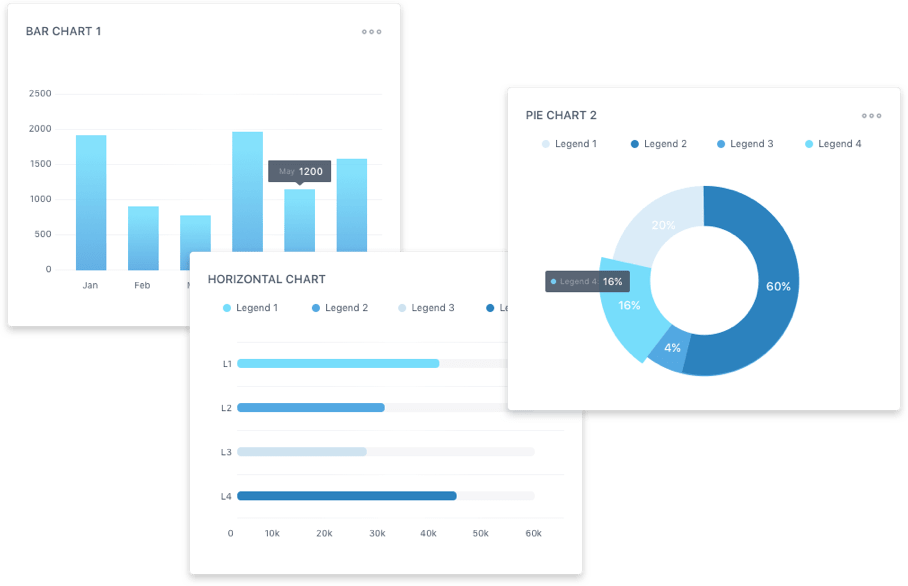 BAR CHART 1
2500
2000
1500
1000
500
0
May 1200
Jan
Feb
HORIZONTAL CHART
Legend 1
Legend 2
Legend 3
L1
L2
L3
L4
0
10k
20k
30k
40k
50k
60k
PIE CHART 2
Legend 1
Legend 2
Legend 3
Legend 4
20%
Legend 4 16%
60%
16%
4%